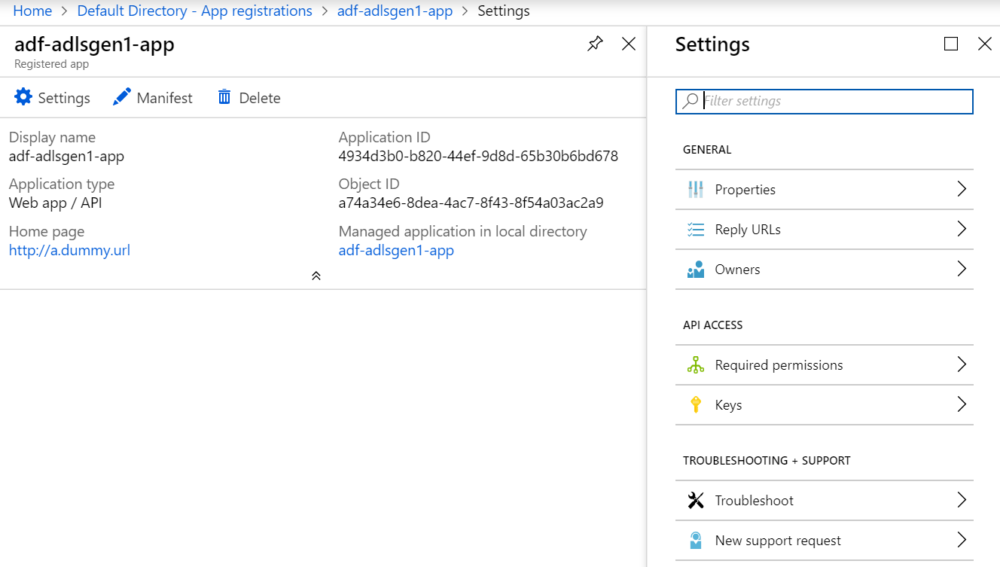 Home > Default Directory - App registrations > adf-adlsgen1-app > Settings
adf-adlsgen1-app
Registered app
Settings Manifest Delete
Display name
adf-adlsgen1-app
Application type
Web app / API
Home page
http://a.dummy.url
Application ID
4934d3b0-b820-44ef-9d8d-65b30b6bd678
Object ID
a74a34e6-8dea-4ac7-8f43-8f54a03ac2a9
Managed application in local directory
adf-adlsgen1-app
Settings
Filter settings
GENERAL
Properties
Reply URLs
Owners
API ACCESS
Required permissions
Keys
TROUBLESHOOTING + SUPPORT
Troubleshoot
New support request